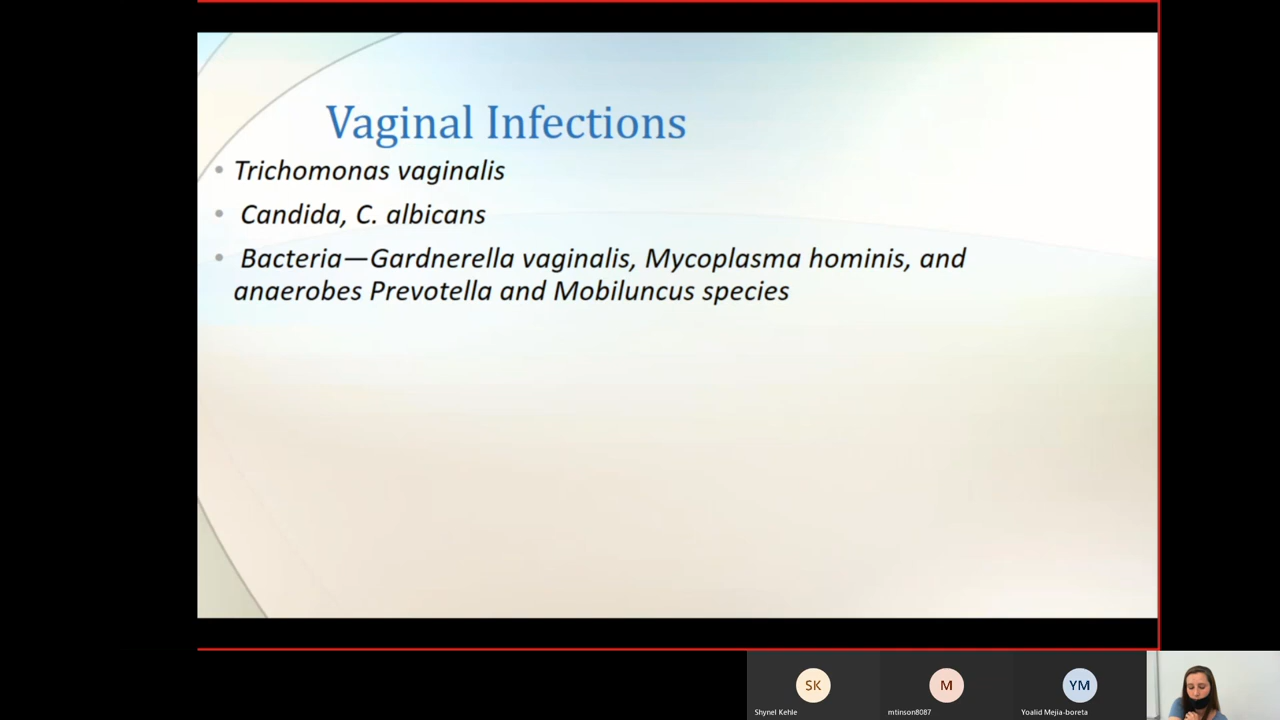 Vaginal Infections
• Trichomonas vaginalis
• Candida, C. albicans
• Bacteria—Gardnerella vaginalis, Mycoplasma hominis, and
anaerobes Prevotella and Mobiluncus species
SK
M
YM
Shynel Kehle
mtinson8087
Yoalid Mejia-boreta